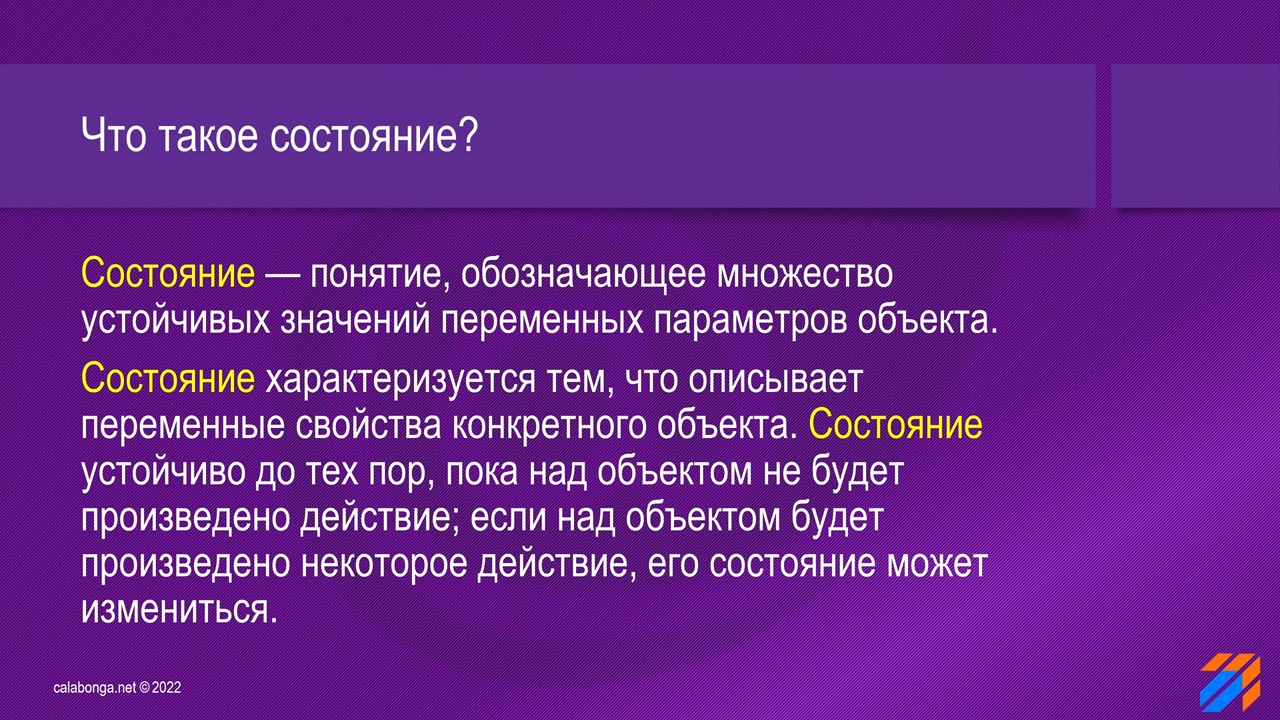 Что такое состояние?
Состояние — понятие, обозначающее множество
устойчивых значений переменных параметров объекта.
Состояние характеризуется тем, что описывает
переменные свойства конкретного объекта. Состояние
устойчиво до тех пор, пока над объектом не будет
произведено действие; если над объектом будет
произведено некоторое действие, его состояние может
измениться.
calabonga.net © 2022